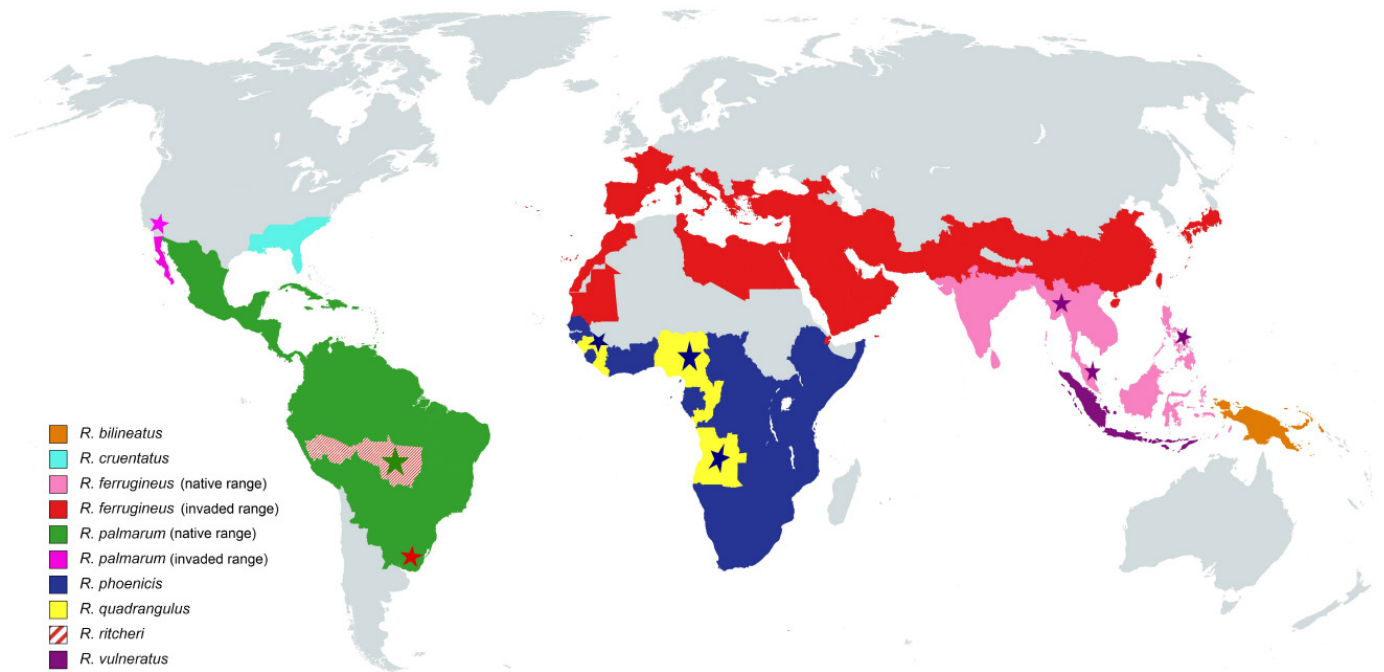 R. bilineatus
R. cruentatus
R. ferrugineus (native range)
R. ferrugineus (invaded range)
R. palmarum (native range)
R. palmarum (invaded range)
R. phoenicis
R. quadrangulus
R. ritcheri
R. vulneratus